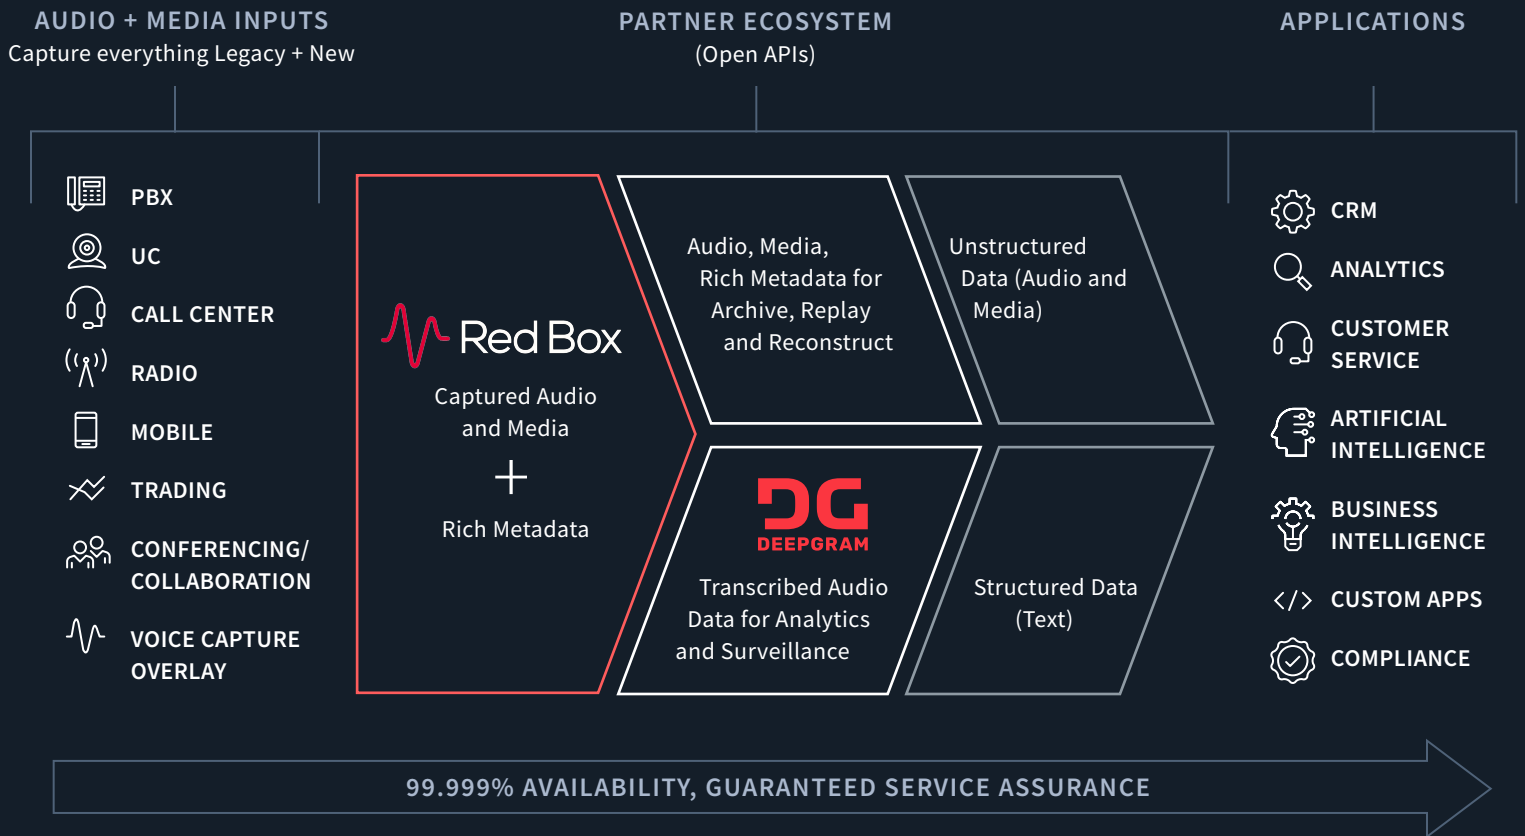 AUDIO + MEDIA INPUTS
Capture everything Legacy + New
PARTNER ECOSYSTEM
(Open APIs)
APPLICATIONS
PBX
UC
CALL CENTER
RADIO
MOBILE
TRADING
CONFERENCING/
COLLABORATION
VOICE CAPTURE
OVERLAY
Red Box
Captured Audio
and Media
+
Rich Metadata
Audio, Media,
Rich Metadata for
Archive, Replay
and Reconstruct
Unstructured
Data (Audio and
Media)
DG
DEEPGRAM
Transcribed Audio
Data for Analytics
and Surveillance
Structured Data
(Text)
CRM
ANALYTICS
CUSTOMER
SERVICE
ARTIFICIAL
INTELLIGENCE
BUSINESS
INTELLIGENCE
CUSTOM APPS
COMPLIANCE
99.999% AVAILABILITY, GUARANTEED SERVICE ASSURANCE